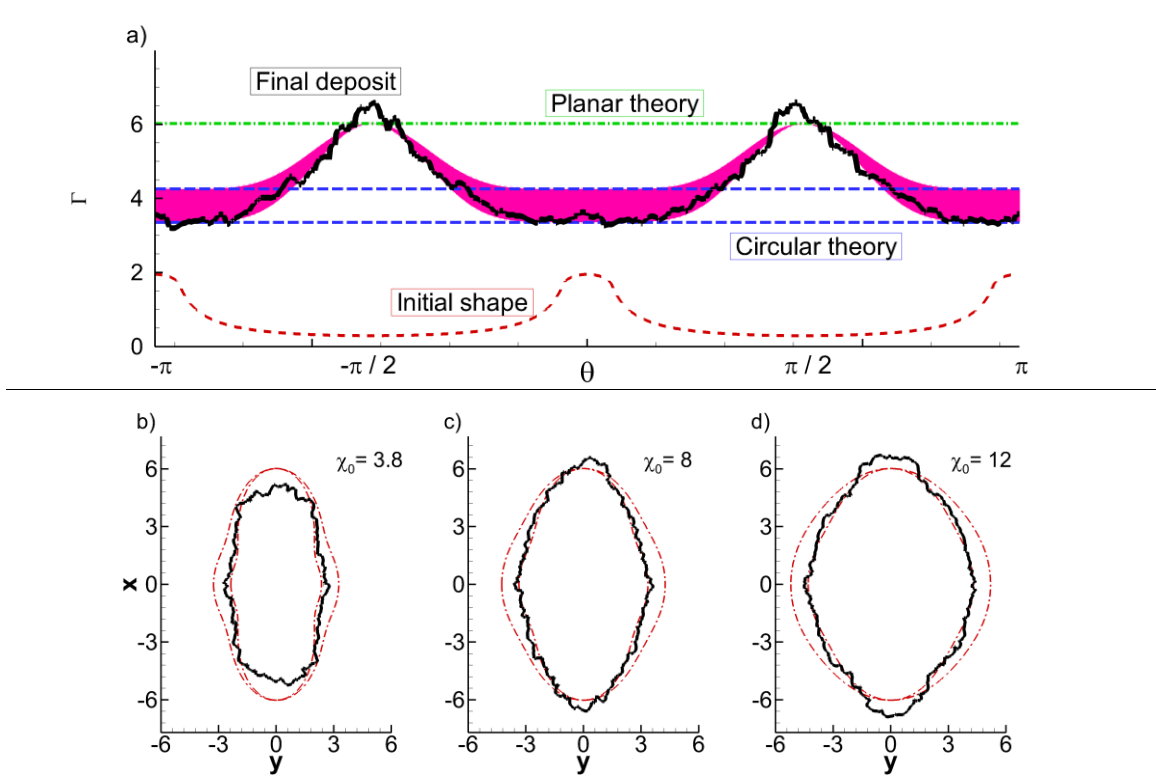 a)
Final deposit
Planar theory
6
Γ
4
Circular theory
2
Initial shape
0
-π -π / 2 θ π / 2 π
b) c) d)
χ₀= 3.8 χ₀= 8 χ₀= 12
6 6 6
3 3 3
x 0 0 0
-3 -3 -3
-6 -6 -6
-6 -3 0 3 6 -6 -3 0 3 6 -6 -3 0 3 6
y y y